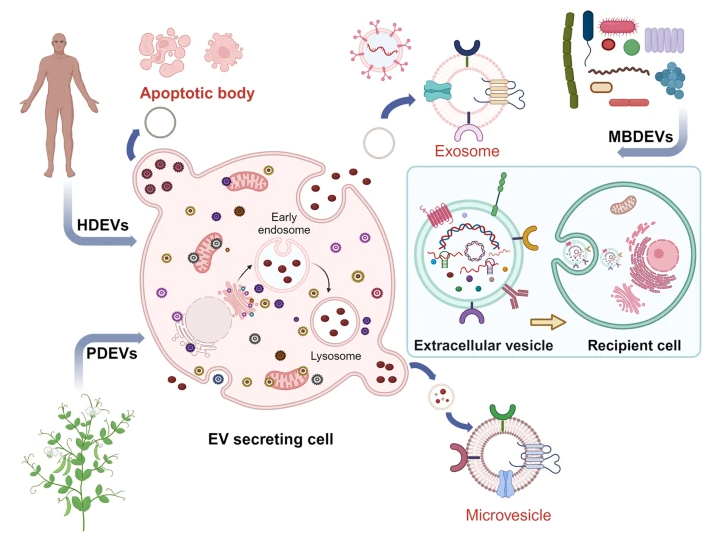 Apoptotic body
Exosome
MBDEVs
HDEVs
Early
endosome
Lysosome
PDEVs
Extracellular vesicle
Recipient cell
EV secreting cell
Microvesicle